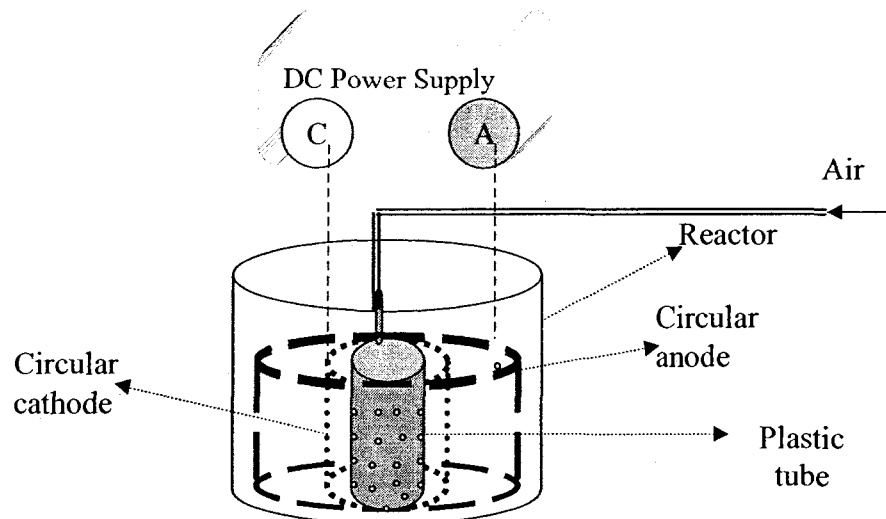 DC Power Supply
C
A
Air
Reactor
Circular
anode
Circular
cathode
Plastic
tube